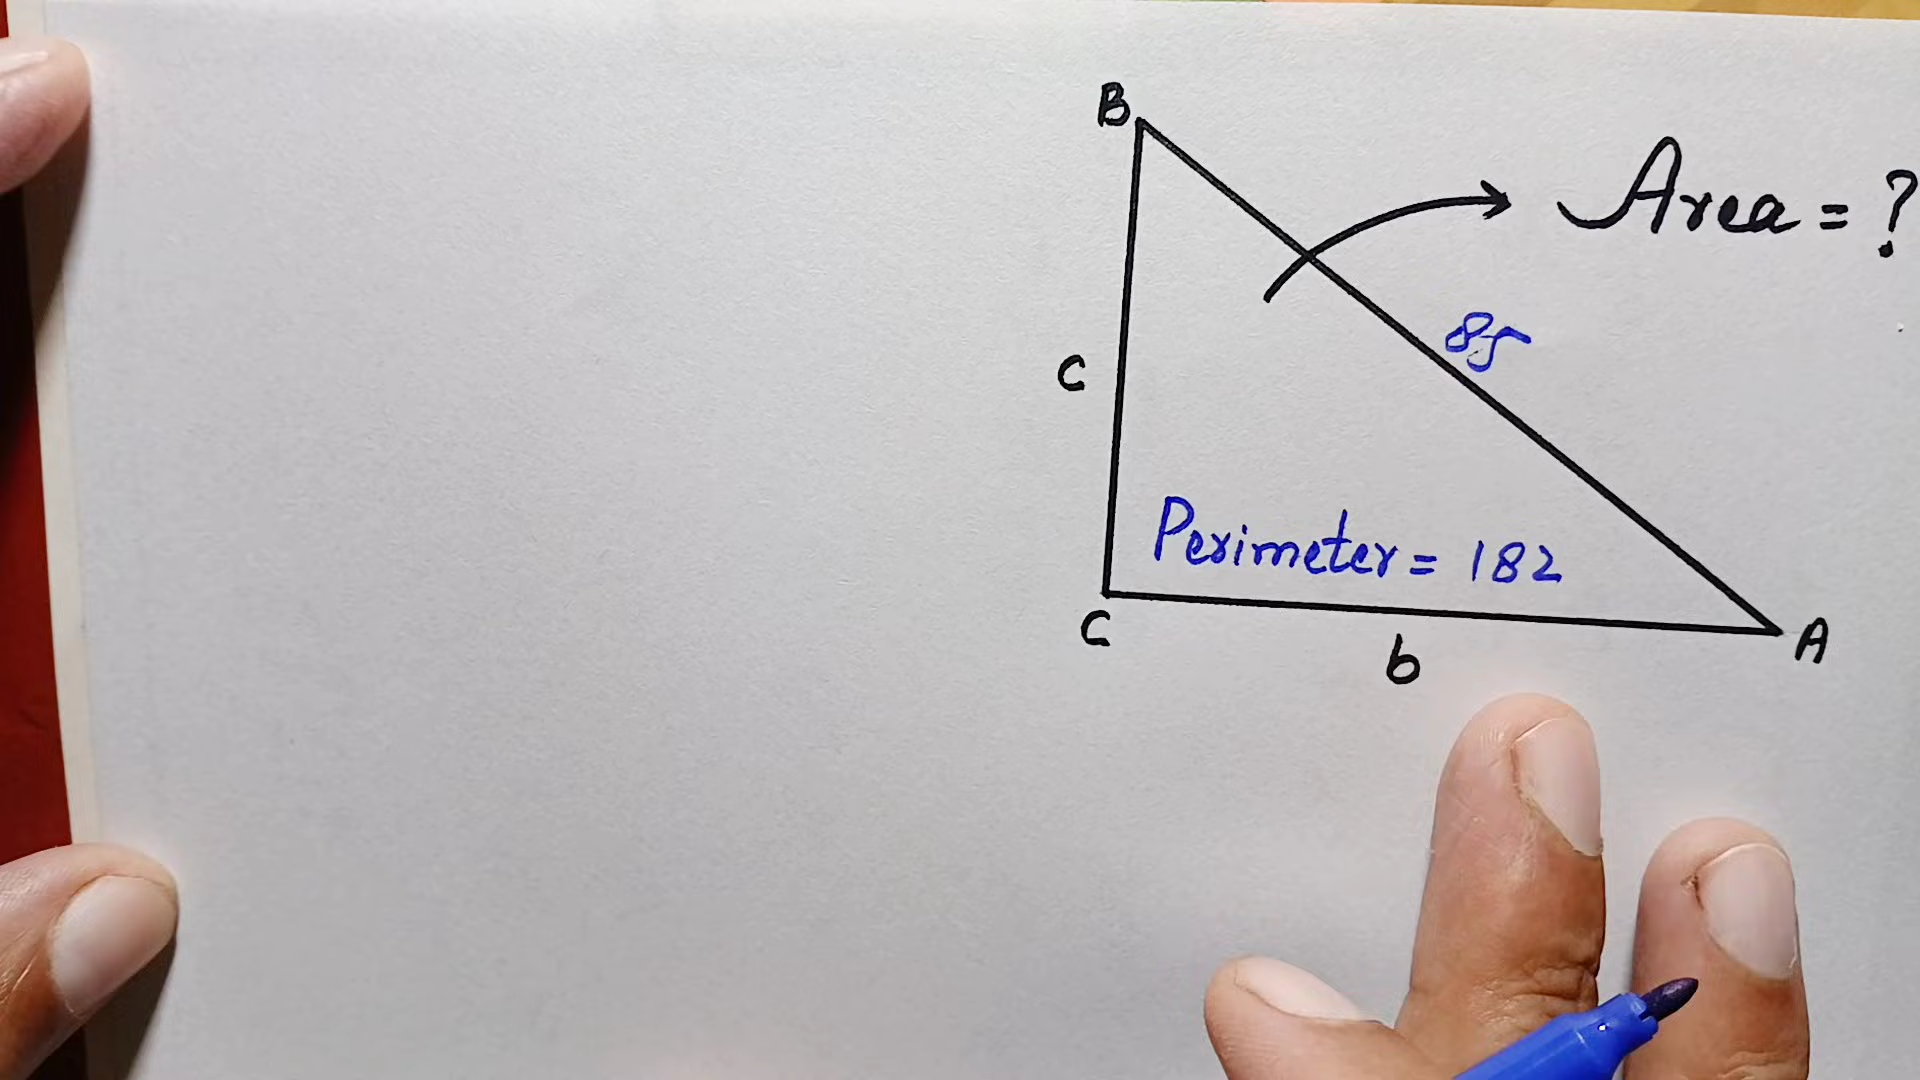 B
Area = ?
85
c
Perimeter = 182
C
A
b